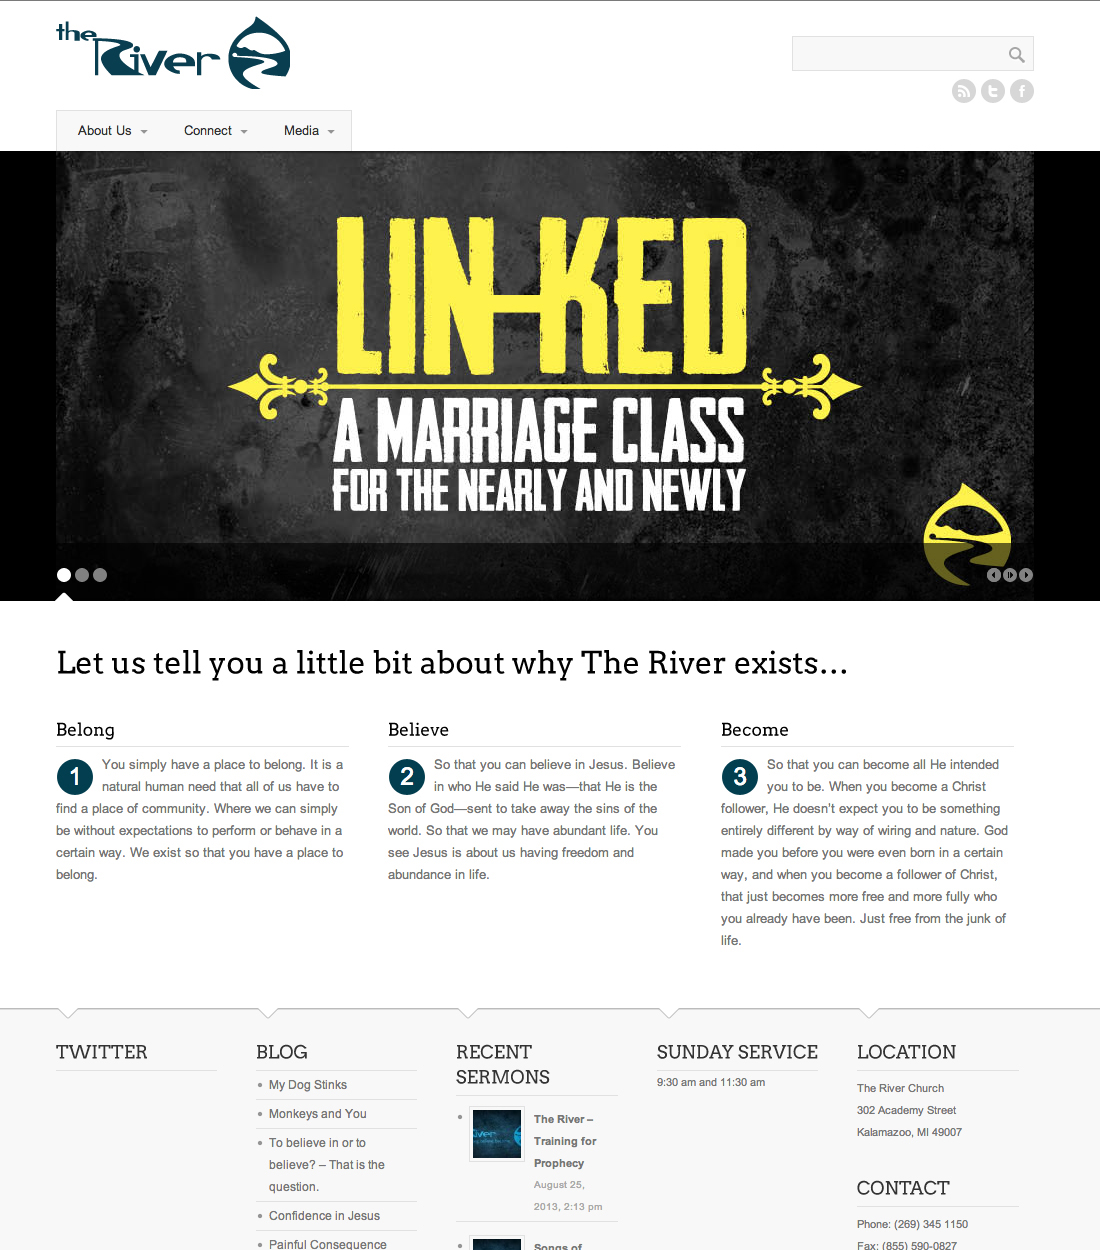 the River
About Us
Connect
Media
LIN-KED
A MARRIAGE CLASS
FOR THE NEARLY AND NEWLY
Let us tell you a little bit about why The River exists...
Belong
1 You simply have a place to belong. It is a
natural human need that all of us have to
find a place of community. Where we can simply
be without expectations to perform or behave in a
certain way. We exist so that you have a place to
belong.
Believe
2 So that you can believe in Jesus. Believe
in who He said He was—that He is the
Son of God—sent to take away the sins of the
world. So that we may have abundant life. You
see Jesus is about us having freedom and
abundance in life.
Become
3 So that you can become all He intended
you to be. When you become a Christ
follower, He doesn't expect you to be something
entirely different by way of wiring and nature. God
made you before you were even born in a certain
way, and when you become a follower of Christ,
that just becomes more free and more fully who
you already have been. Just free from the junk of
life.
TWITTER
BLOG
My Dog Stinks
Monkeys and You
To believe in or to
believe? – That is the
question.
Confidence in Jesus
Painful Consequence
RECENT
SERMONS
The River –
Training for
Prophecy
August 25,
2013, 2:13 pm
Songs of
SUNDAY SERVICE
9:30 am and 11:30 am
LOCATION
The River Church
302 Academy Street
Kalamazoo, MI 49007
CONTACT
Phone: (269) 345 1150
Fax: (855) 590-0827